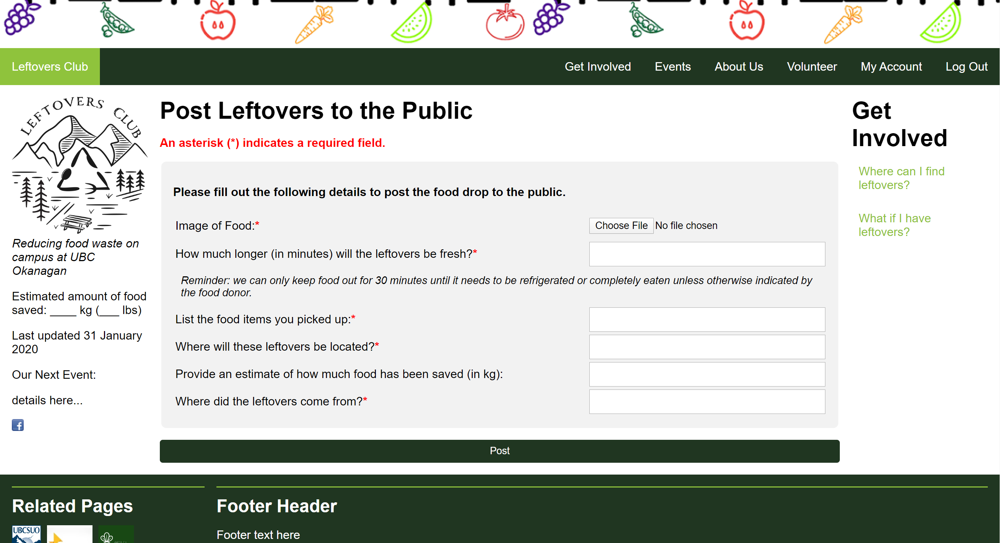 Leftovers Club
Get Involved
Events
About Us
Volunteer
My Account
Log Out
LEFTOVERS CLUB
Reducing food waste on
campus at UBC
Okanagan
Estimated amount of food
saved: ____ kg (___ lbs)
Last updated 31 January
2020
Our Next Event:
details here...
f
Post Leftovers to the Public
An asterisk (*) indicates a required field.
Please fill out the following details to post the food drop to the public.
Image of Food:*
Choose File No file chosen
How much longer (in minutes) will the leftovers be fresh?*
Reminder: we can only keep food out for 30 minutes until it needs to be refrigerated or completely eaten unless otherwise indicated by
the food donor.
List the food items you picked up:*
Where will these leftovers be located?*
Provide an estimate of how much food has been saved (in kg):
Where did the leftovers come from?*
Post
Get
Involved
Where can I find
leftovers?
What if I have
leftovers?
Related Pages
UBCSUO
Footer Header
Footer text here